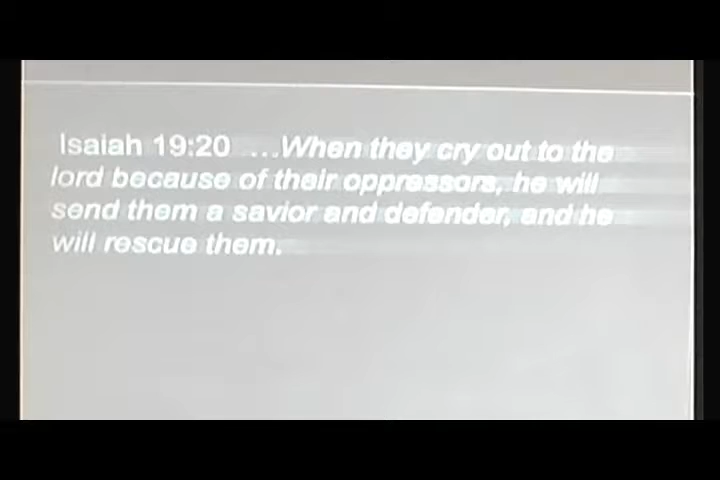 Isaiah 19:20 ...When they cry out to the
lord because of their oppressors, he will
send them a savior and defender, and he
will rescue them.